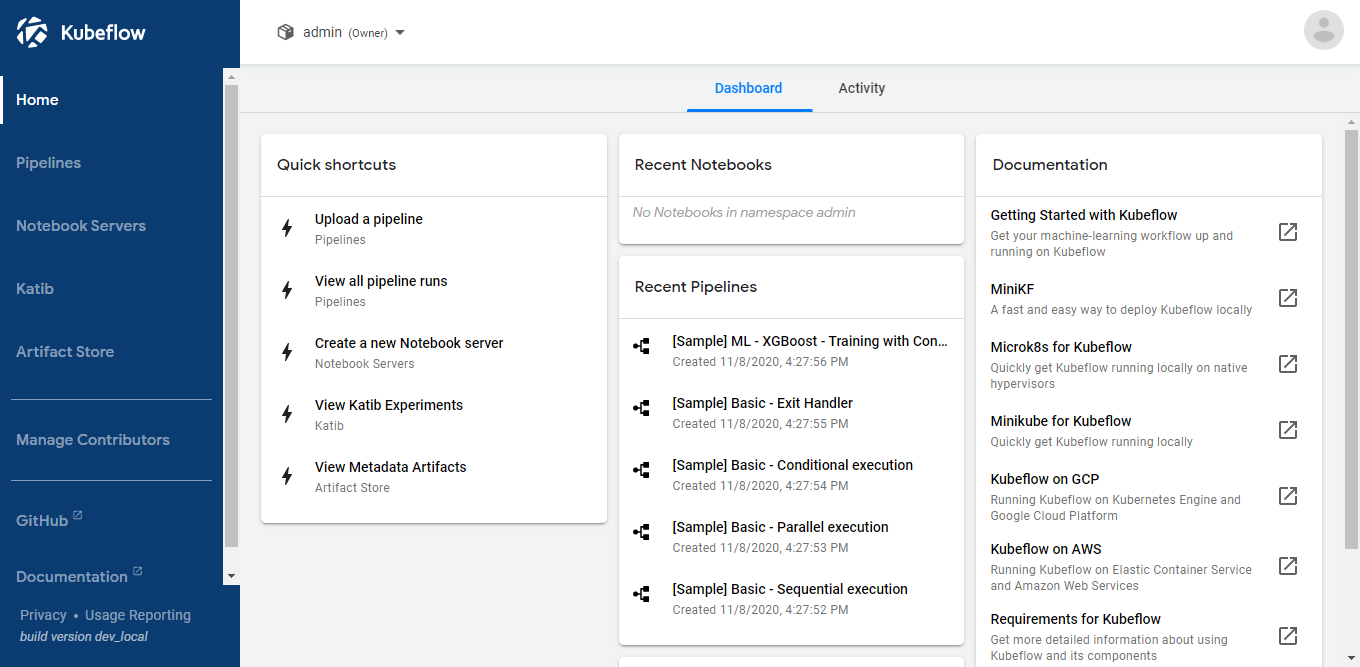 Kubeflow
admin (Owner)
Home
Pipelines
Notebook Servers
Katib
Artifact Store
Manage Contributors
GitHub
Documentation
Privacy • Usage Reporting
build version dev_local
Dashboard
Activity
Quick shortcuts
Upload a pipeline
Pipelines
View all pipeline runs
Pipelines
Create a new Notebook server
Notebook Servers
View Katib Experiments
Katib
View Metadata Artifacts
Artifact Store
Recent Notebooks
No Notebooks in namespace admin
Recent Pipelines
[Sample] ML - XGBoost - Training with Con...
Created 11/8/2020, 4:27:56 PM
[Sample] Basic - Exit Handler
Created 11/8/2020, 4:27:55 PM
[Sample] Basic - Conditional execution
Created 11/8/2020, 4:27:54 PM
[Sample] Basic - Parallel execution
Created 11/8/2020, 4:27:53 PM
[Sample] Basic - Sequential execution
Created 11/8/2020, 4:27:52 PM
Documentation
Getting Started with Kubeflow
Get your machine-learning workflow up and
running on Kubeflow
MiniKF
A fast and easy way to deploy Kubeflow locally
Microk8s for Kubeflow
Quickly get Kubeflow running locally on native
hypervisors
Minikube for Kubeflow
Quickly get Kubeflow running locally
Kubeflow on GCP
Running Kubeflow on Kubernetes Engine and
Google Cloud Platform
Kubeflow on AWS
Running Kubeflow on Elastic Container Service
and Amazon Web Services
Requirements for Kubeflow
Get more detailed information about using
Kubeflow and its components